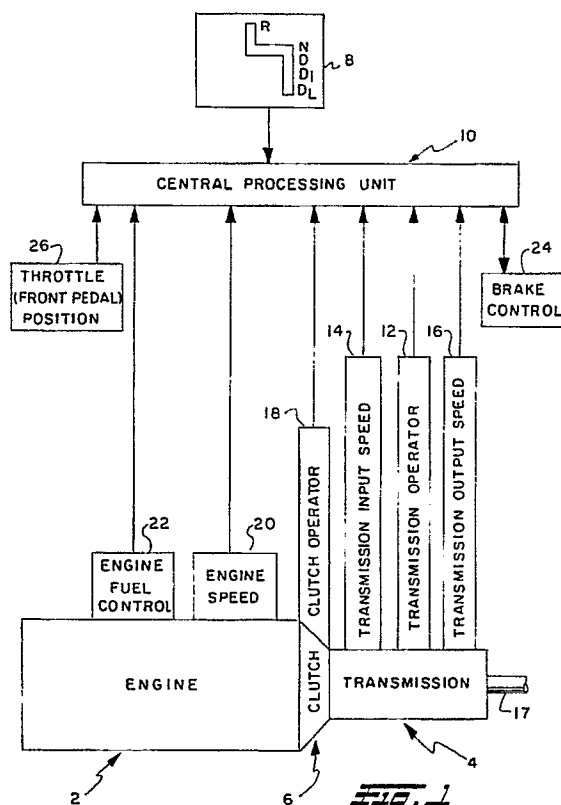 R
N
D
D1
DL
8
10
CENTRAL PROCESSING UNIT
26
THROTTLE
(FRONT PEDAL)
POSITION
24
BRAKE
CONTROL
14
12
16
18
CLUTCH OPERATOR
TRANSMISSION INPUT SPEED
TRANSMISSION OPERATOR
TRANSMISSION OUTPUT SPEED
22
20
ENGINE
FUEL
CONTROL
ENGINE
SPEED
ENGINE
CLUTCH
TRANSMISSION
17
2
6
4
FIG. 1